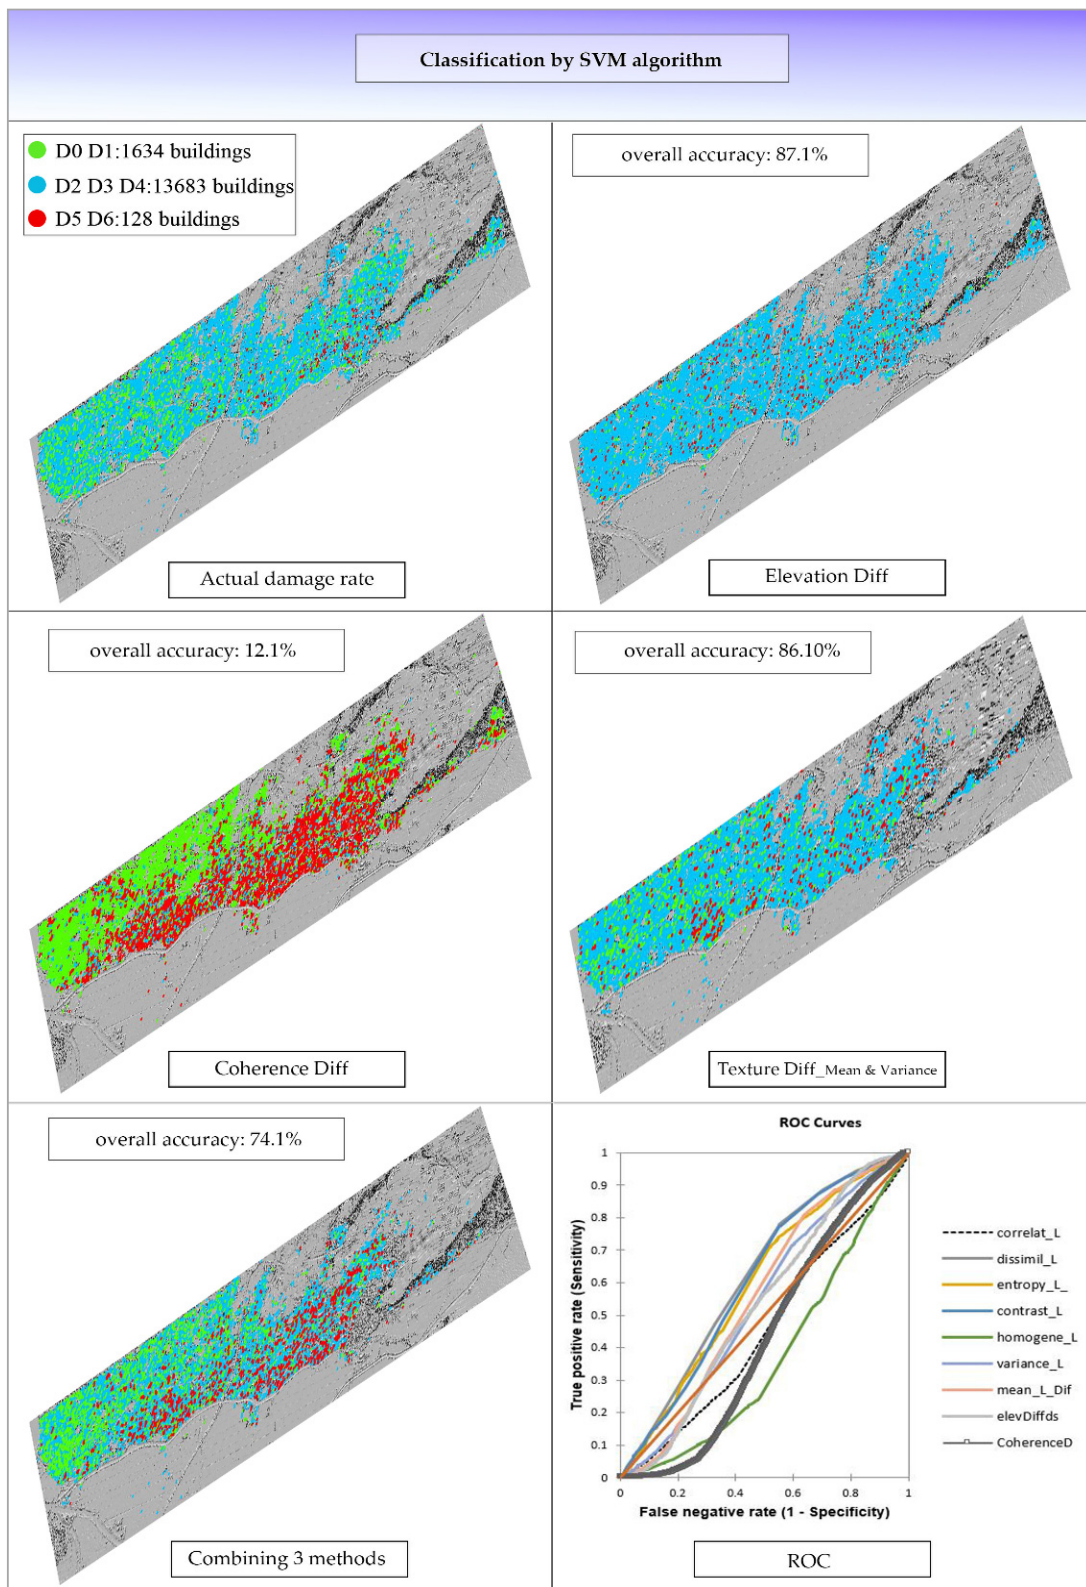 Classification by SVM algorithm
D0 D1:1634 buildings
D2 D3 D4:13683 buildings
D5 D6:128 buildings
Actual damage rate
overall accuracy: 87.1%
Elevation Diff
overall accuracy: 12.1%
Coherence Diff
overall accuracy: 86.10%
Texture Diff_Mean & Variance
overall accuracy: 74.1%
Combining 3 methods
ROC Curves
True positive rate (Sensitivity)
1
0.9
0.8
0.7
0.6
0.5
0.4
0.3
0.2
0.1
0
0 0.2 0.4 0.6 0.8 1
False negative rate (1 - Specificity)
correlat_L
dissimil_L
entropy_L_
contrast_L
homogene_L
variance_L
mean_L_Dif
elevDiffds
CoherenceD
ROC